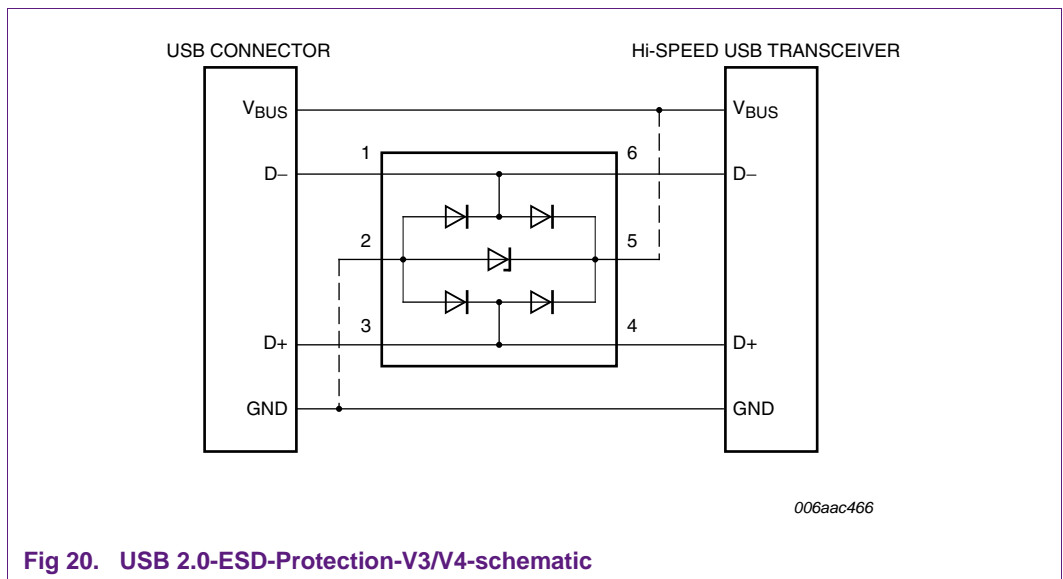 USB CONNECTOR Hi-SPEED USB TRANSCEIVER
VBUS VBUS
1 6
D– D–
2 5
3 4
D+ D+
GND GND
006aac466
Fig 20. USB 2.0-ESD-Protection-V3/V4-schematic